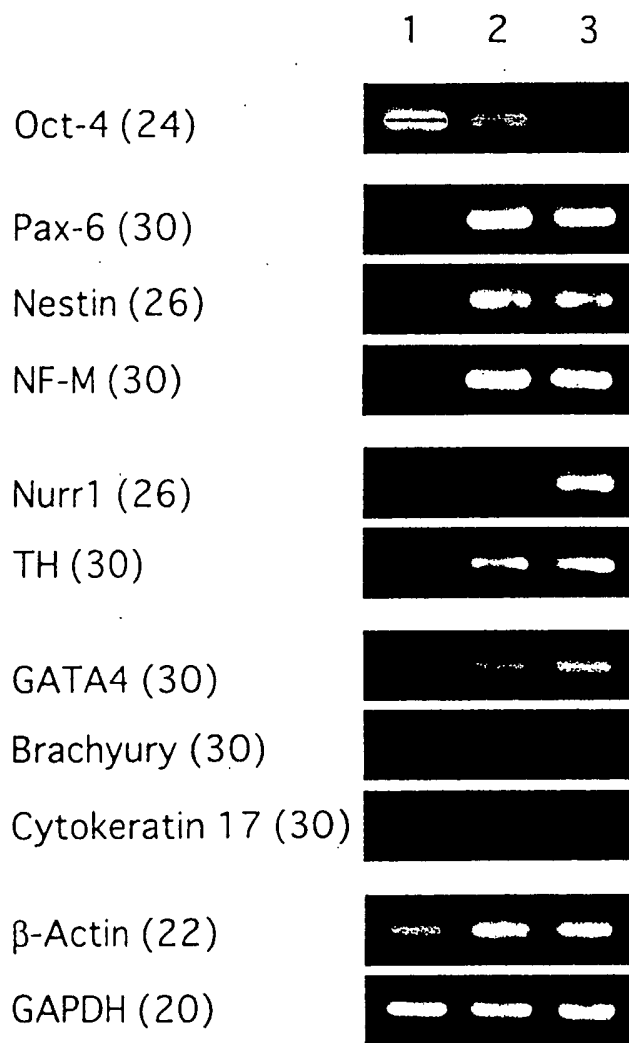 1 2 3
Oct-4 (24)
Pax-6 (30)
Nestin (26)
NF-M (30)
Nurr1 (26)
TH (30)
GATA4 (30)
Brachyury (30)
Cytokeratin 17 (30)
β-Actin (22)
GAPDH (20)